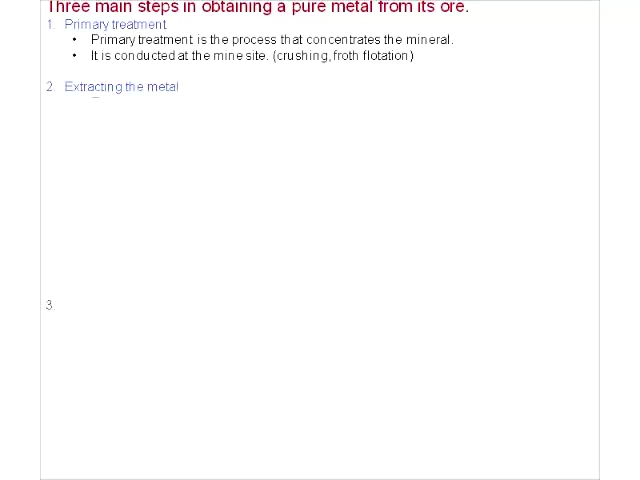 Three main steps in obtaining a pure metal from its ore.
1. Primary treatment
• Primary treatment is the process that concentrates the mineral.
• It is conducted at the mine site. (crushing, froth flotation)
2. Extracting the metal
3.